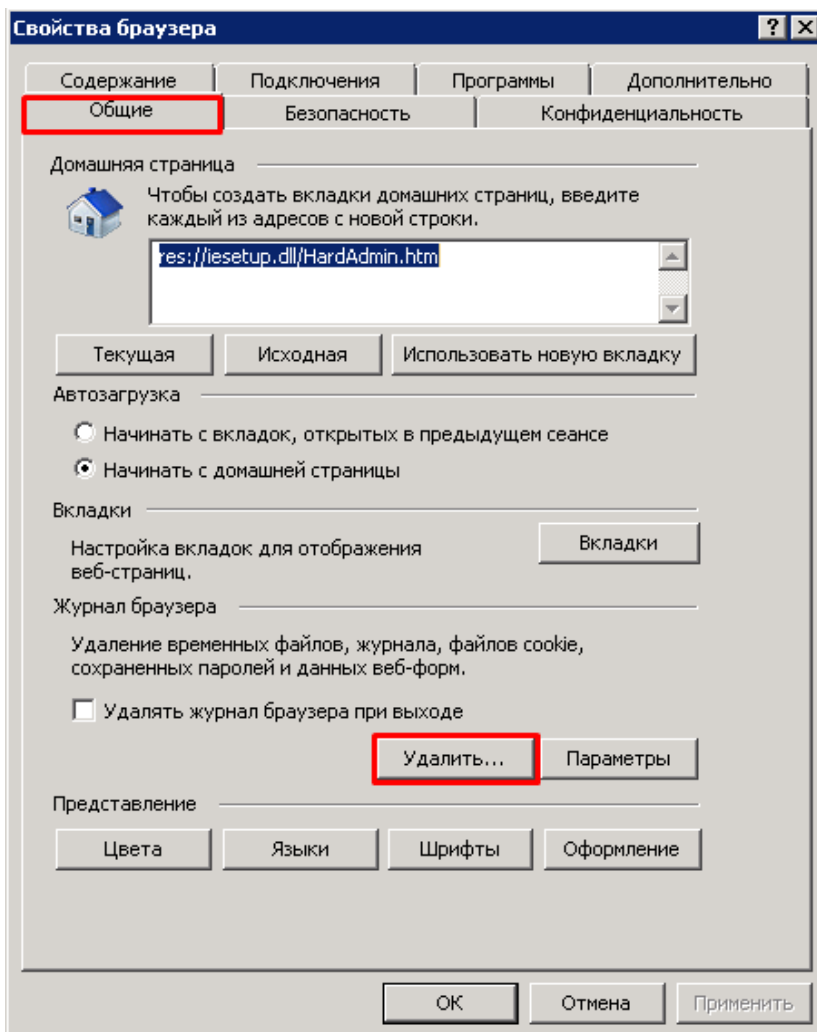 Свойства браузера
Содержание Подключения Программы Дополнительно
Общие Безопасность Конфиденциальность
Домашняя страница
Чтобы создать вкладки домашних страниц, введите
каждый из адресов с новой строки.
res://iesetup.dll/HardAdmin.htm
Текущая Исходная Использовать новую вкладку
Автозагрузка
Начинать с вкладок, открытых в предыдущем сеансе
Начинать с домашней страницы
Вкладки
Настройка вкладок для отображения
веб-страниц.
Вкладки
Журнал браузера
Удаление временных файлов, журнала, файлов cookie,
сохраненных паролей и данных веб-форм.
Удалять журнал браузера при выходе
Удалить... Параметры
Представление
Цвета Языки Шрифты Оформление
ОК Отмена Применить